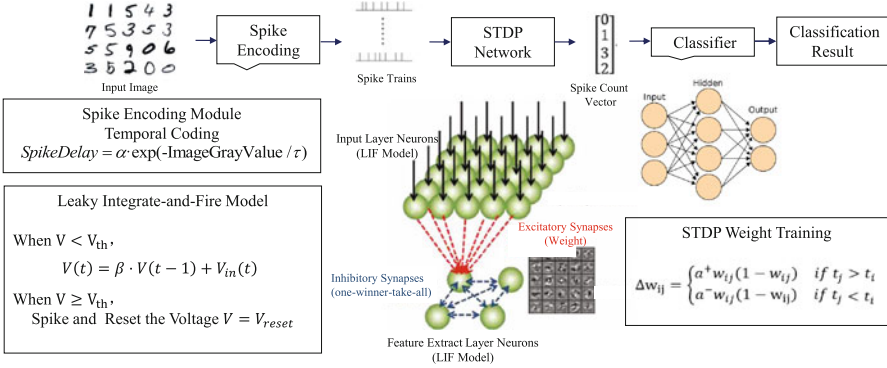 1 1 5 4 3
7 5 3 5 3
5 5 9 0 6
3 5 2 0 0
Input Image
Spike
Encoding
Spike Trains
STDP
Network
0
1
3
2
Spike Count
Vector
Classifier
Classification
Result
Spike Encoding Module
Temporal Coding
SpikeDelay = α·exp(-ImageGrayValue / τ)
Input Layer Neurons
(LIF Model)
Input
Hidden
Output
Leaky Integrate-and-Fire Model
When V < Vth,
V(t) = β · V(t − 1) + Vin(t)
When V ≥ Vth,
Spike and Reset the Voltage V = Vreset
Excitatory Synapses
(Weight)
Inhibitory Synapses
(one-winner-take-all)
Feature Extract Layer Neurons
(LIF Model)
STDP Weight Training
Δwij = { a⁺wij(1 − wij) if tj > ti
a⁻wij(1 − wij) if tj < ti